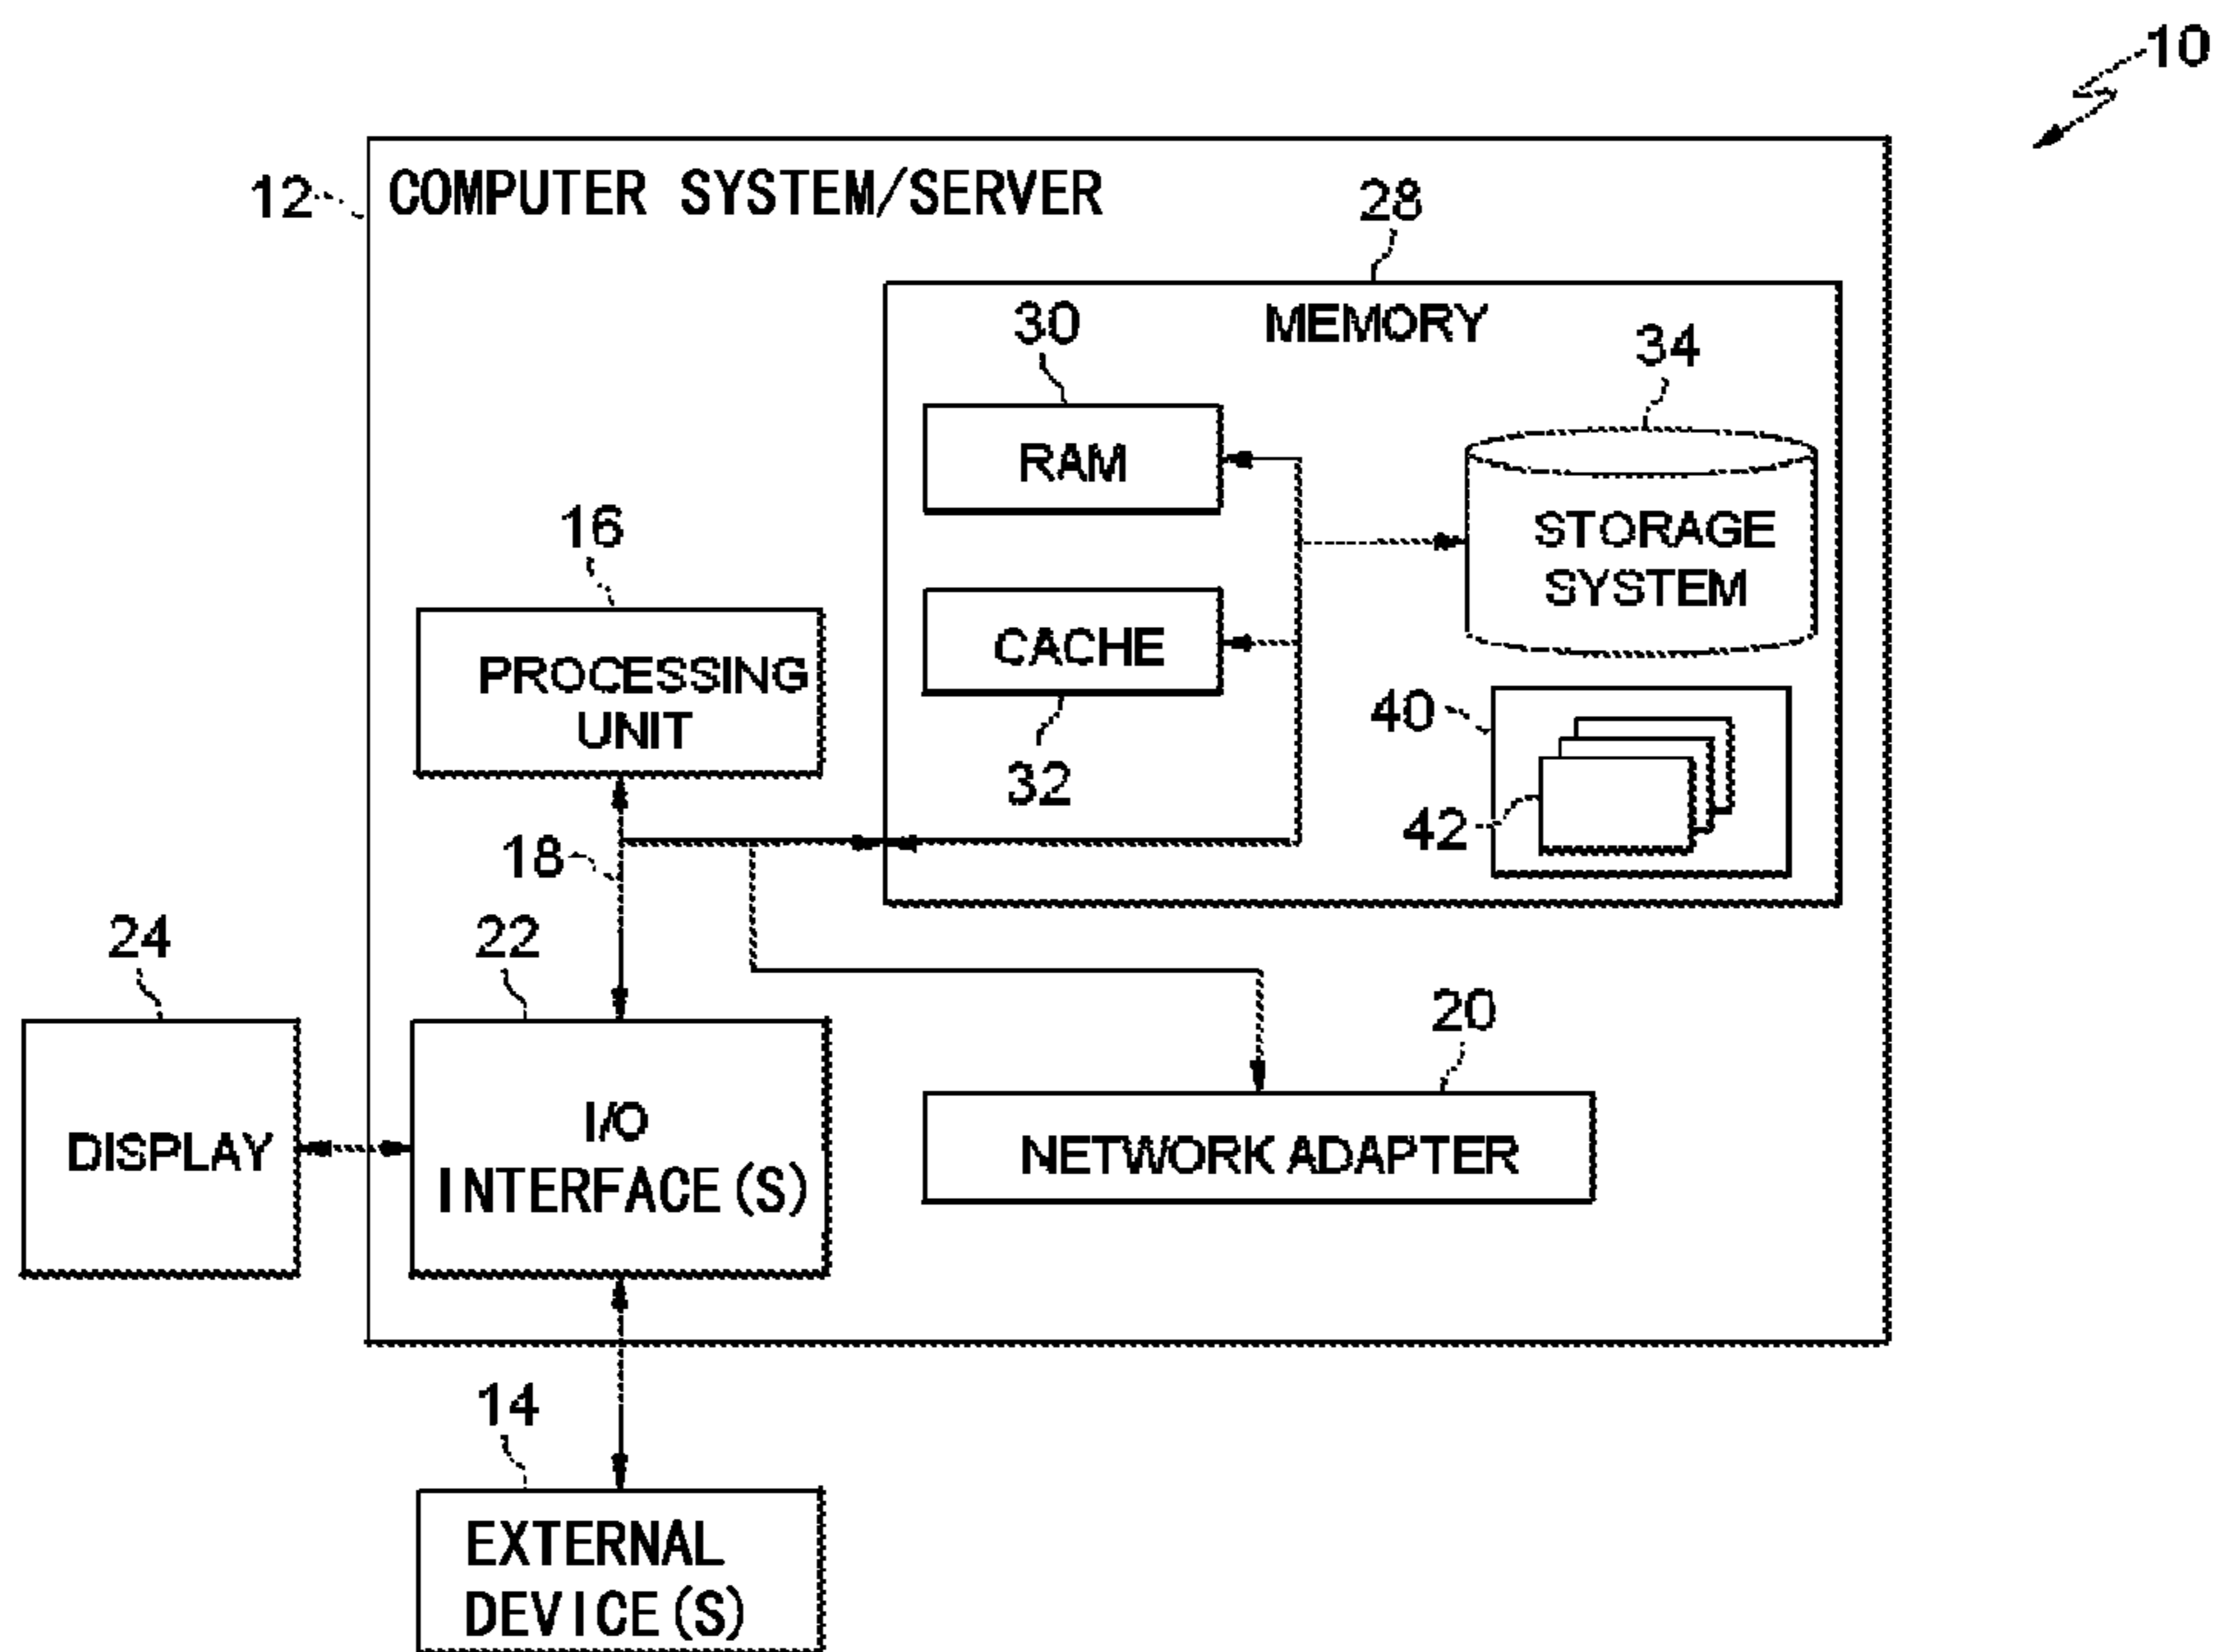 10
12
COMPUTER SYSTEM/SERVER
28
MEMORY
30
34
RAM
STORAGE
SYSTEM
16
CACHE
PROCESSING
UNIT
32
40
42
18
24
22
20
DISPLAY
I/O
INTERFACE(S)
NETWORK ADAPTER
14
EXTERNAL
DEVICE(S)